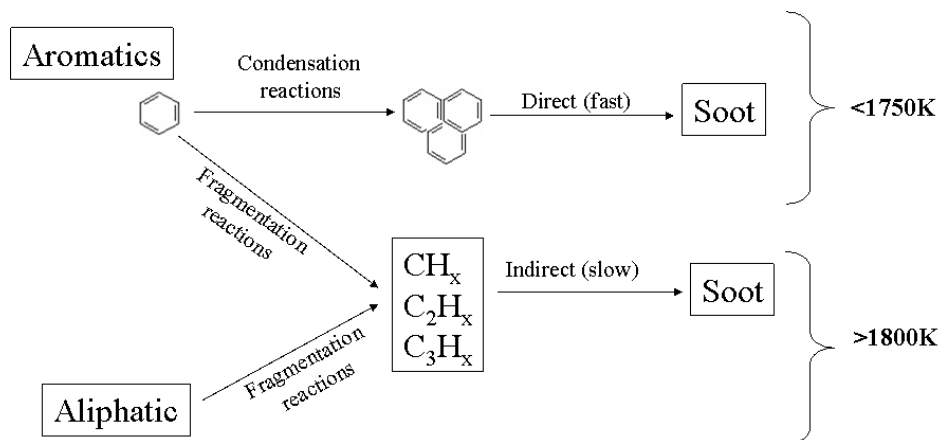 Aromatics
Condensation
reactions
Direct (fast)
Soot
<1750K
Fragmentation
reactions
CHx
C2Hx
C3Hx
Indirect (slow)
Soot
>1800K
Fragmentation
reactions
Aliphatic